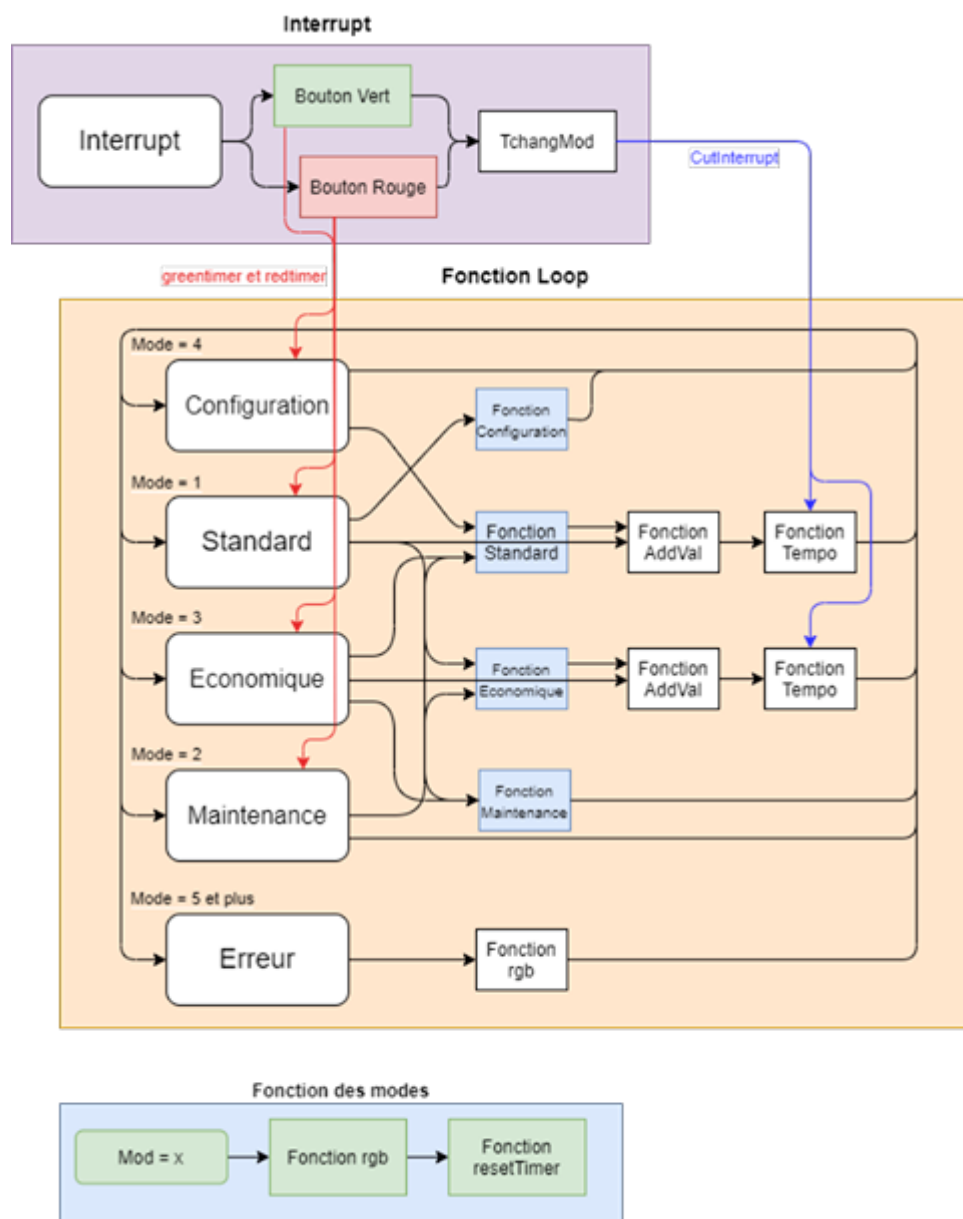 Interrupt
Interrupt
Bouton Vert
Bouton Rouge
TchangMod
CutInterrupt
greentimer et redtimer
Fonction Loop
Mode = 4
Configuration
Fonction
Configuration
Mode = 1
Standard
Fonction
Standard
Fonction
AddVal
Fonction
Tempo
Mode = 3
Economique
Fonction
Economique
Fonction
AddVal
Fonction
Tempo
Mode = 2
Maintenance
Fonction
Maintenance
Mode = 5 et plus
Erreur
Fonction
rgb
Fonction des modes
Mod = x
Fonction rgb
Fonction
resetTimer